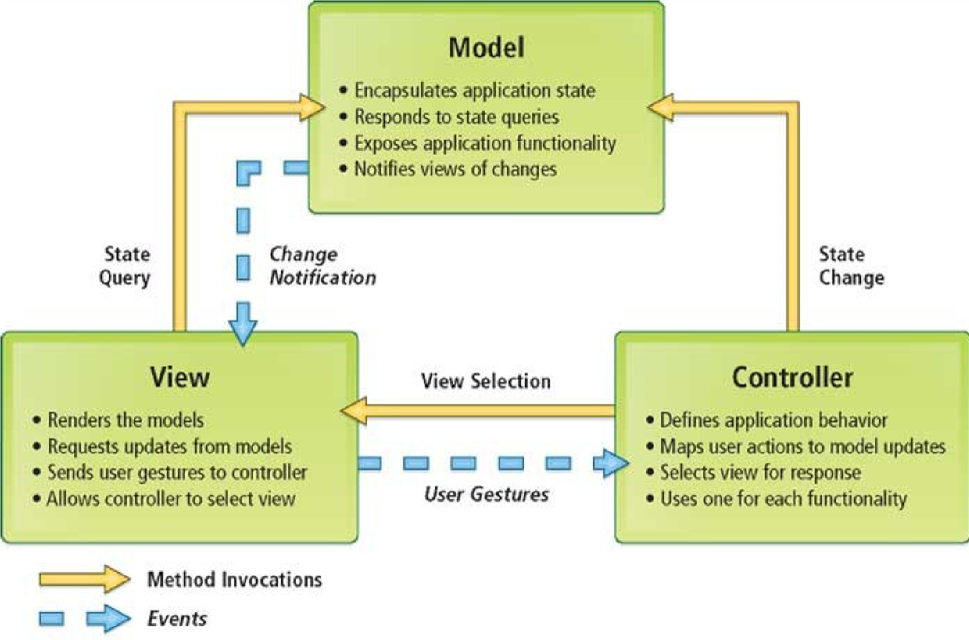 Model
• Encapsulates application state
• Responds to state queries
• Exposes application functionality
• Notifies views of changes
State
Query
Change
Notification
State
Change
View
• Renders the models
• Requests updates from models
• Sends user gestures to controller
• Allows controller to select view
View Selection
User Gestures
Controller
• Defines application behavior
• Maps user actions to model updates
• Selects view for response
• Uses one for each functionality
Method Invocations
Events